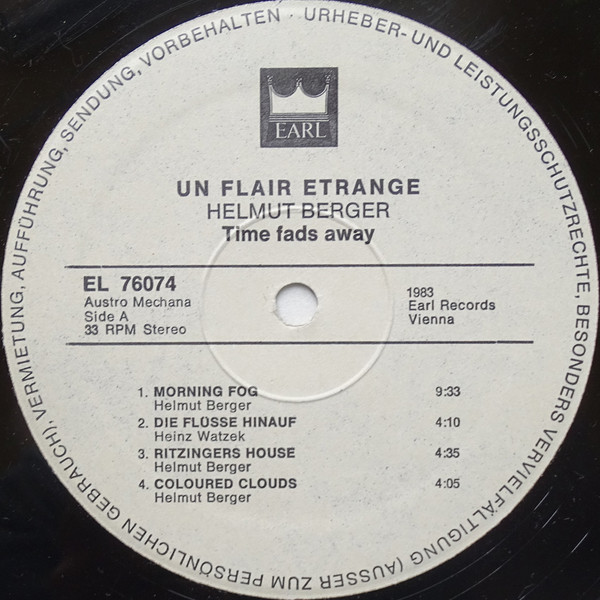 URHEBER- UND LEISTUNGSSCHUTZRECHTE, BESONDERS VERVIELFÄLTIGUNG (AUSSER ZUM PERSÖNLICHEN GEBRAUCH), VERMIETUNG, AUFFÜHRUNG, SENDUNG, VORBEHALTEN ·
EARL
UN FLAIR ETRANGE
HELMUT BERGER
Time fads away
EL 76074
Austro Mechana
Side A
33 RPM Stereo
1983
Earl Records
Vienna
1. MORNING FOG 9:33
Helmut Berger
2. DIE FLÜSSE HINAUF 4:10
Heinz Watzek
3. RITZINGERS HOUSE 4:35
Helmut Berger
4. COLOURED CLOUDS 4:05
Helmut Berger